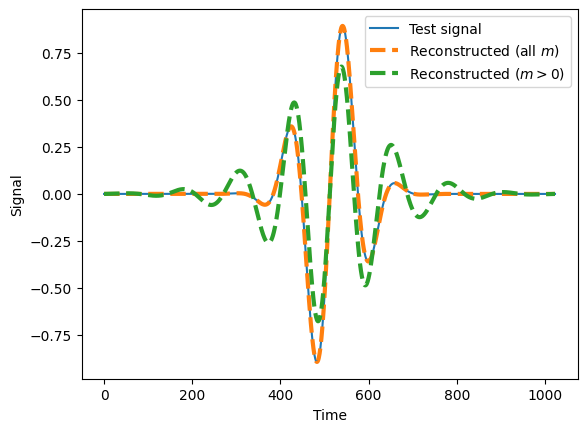 Test signal
Reconstructed (all m)
Reconstructed (m > 0)
0.75
0.50
0.25
0.00
−0.25
−0.50
−0.75
Signal
0 200 400 600 800 1000
Time